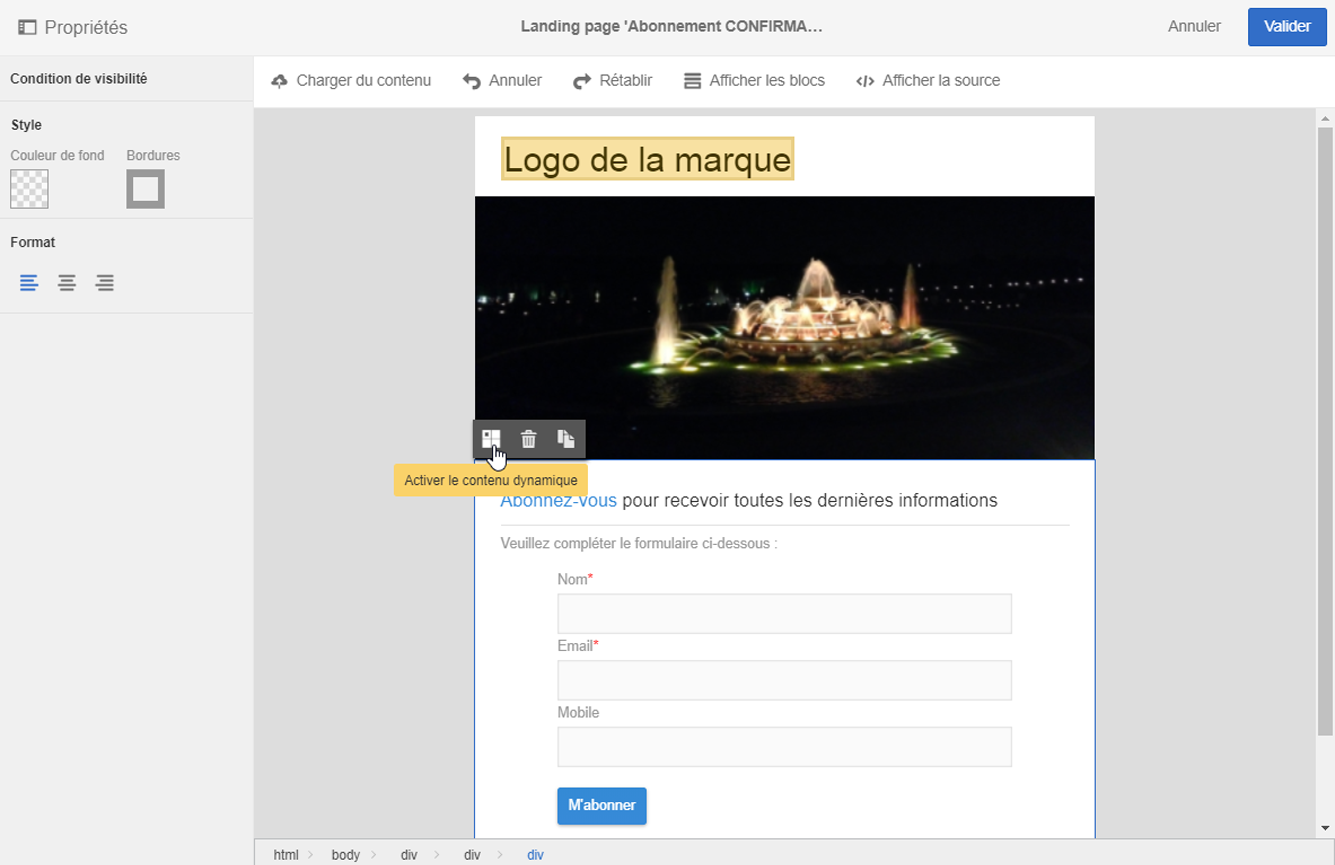 Propriétés
Landing page 'Abonnement CONFIRMA...
Annuler
Valider
Condition de visibilité
Charger du contenu
Annuler
Rétablir
Afficher les blocs
Afficher la source
Style
Couleur de fond
Bordures
Format
Logo de la marque
Activer le contenu dynamique
Abonnez-vous pour recevoir toutes les dernières informations
Veuillez compléter le formulaire ci-dessous :
Nom*
Email*
Mobile
M'abonner
html
body
div
div
div